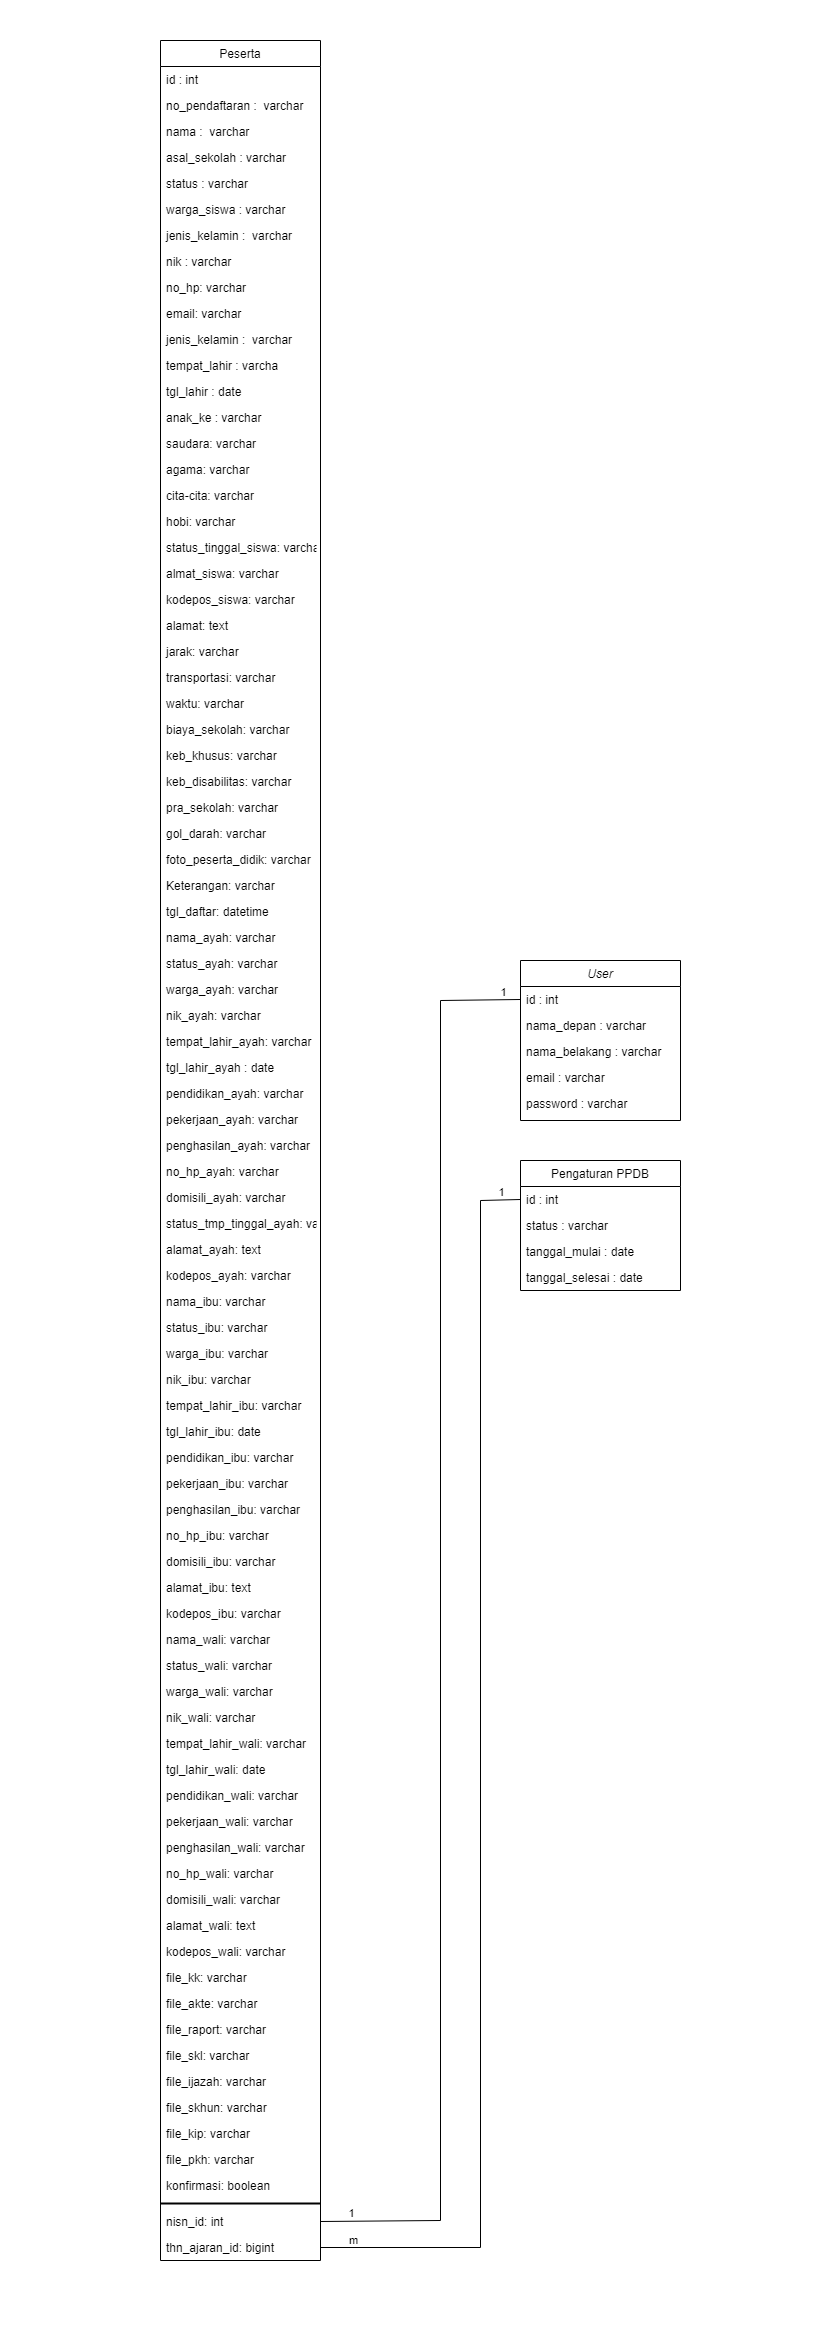 Peserta
id : int
no_pendaftaran :  varchar
nama :  varchar
asal_sekolah : varchar
status : varchar
warga_siswa : varchar
jenis_kelamin :  varchar
nik : varchar
no_hp: varchar
email: varchar
jenis_kelamin :  varchar
tempat_lahir : varcha
tgl_lahir : date
anak_ke : varchar
saudara: varchar
agama: varchar
cita-cita: varchar
hobi: varchar
status_tinggal_siswa: varcha
almat_siswa: varchar
kodepos_siswa: varchar
alamat: text
jarak: varchar
transportasi: varchar
waktu: varchar
biaya_sekolah: varchar
keb_khusus: varchar
keb_disabilitas: varchar
pra_sekolah: varchar
gol_darah: varchar
foto_peserta_didik: varchar
Keterangan: varchar
tgl_daftar: datetime
nama_ayah: varchar
status_ayah: varchar
warga_ayah: varchar
nik_ayah: varchar
tempat_lahir_ayah: varchar
tgl_lahir_ayah : date
pendidikan_ayah: varchar
pekerjaan_ayah: varchar
penghasilan_ayah: varchar
no_hp_ayah: varchar
domisili_ayah: varchar
status_tmp_tinggal_ayah: va
alamat_ayah: text
kodepos_ayah: varchar
nama_ibu: varchar
status_ibu: varchar
warga_ibu: varchar
nik_ibu: varchar
tempat_lahir_ibu: varchar
tgl_lahir_ibu: date
pendidikan_ibu: varchar
pekerjaan_ibu: varchar
penghasilan_ibu: varchar
no_hp_ibu: varchar
domisili_ibu: varchar
alamat_ibu: text
kodepos_ibu: varchar
nama_wali: varchar
status_wali: varchar
warga_wali: varchar
nik_wali: varchar
tempat_lahir_wali: varchar
tgl_lahir_wali: date
pendidikan_wali: varchar
pekerjaan_wali: varchar
penghasilan_wali: varchar
no_hp_wali: varchar
domisili_wali: varchar
alamat_wali: text
kodepos_wali: varchar
file_kk: varchar
file_akte: varchar
file_raport: varchar
file_skl: varchar
file_ijazah: varchar
file_skhun: varchar
file_kip: varchar
file_pkh: varchar
konfirmasi: boolean
nisn_id: int
thn_ajaran_id: bigint
1
m
User
1
id : int
nama_depan : varchar
nama_belakang : varchar
email : varchar
password : varchar
Pengaturan PPDB
1
id : int
status : varchar
tanggal_mulai : date
tanggal_selesai : date